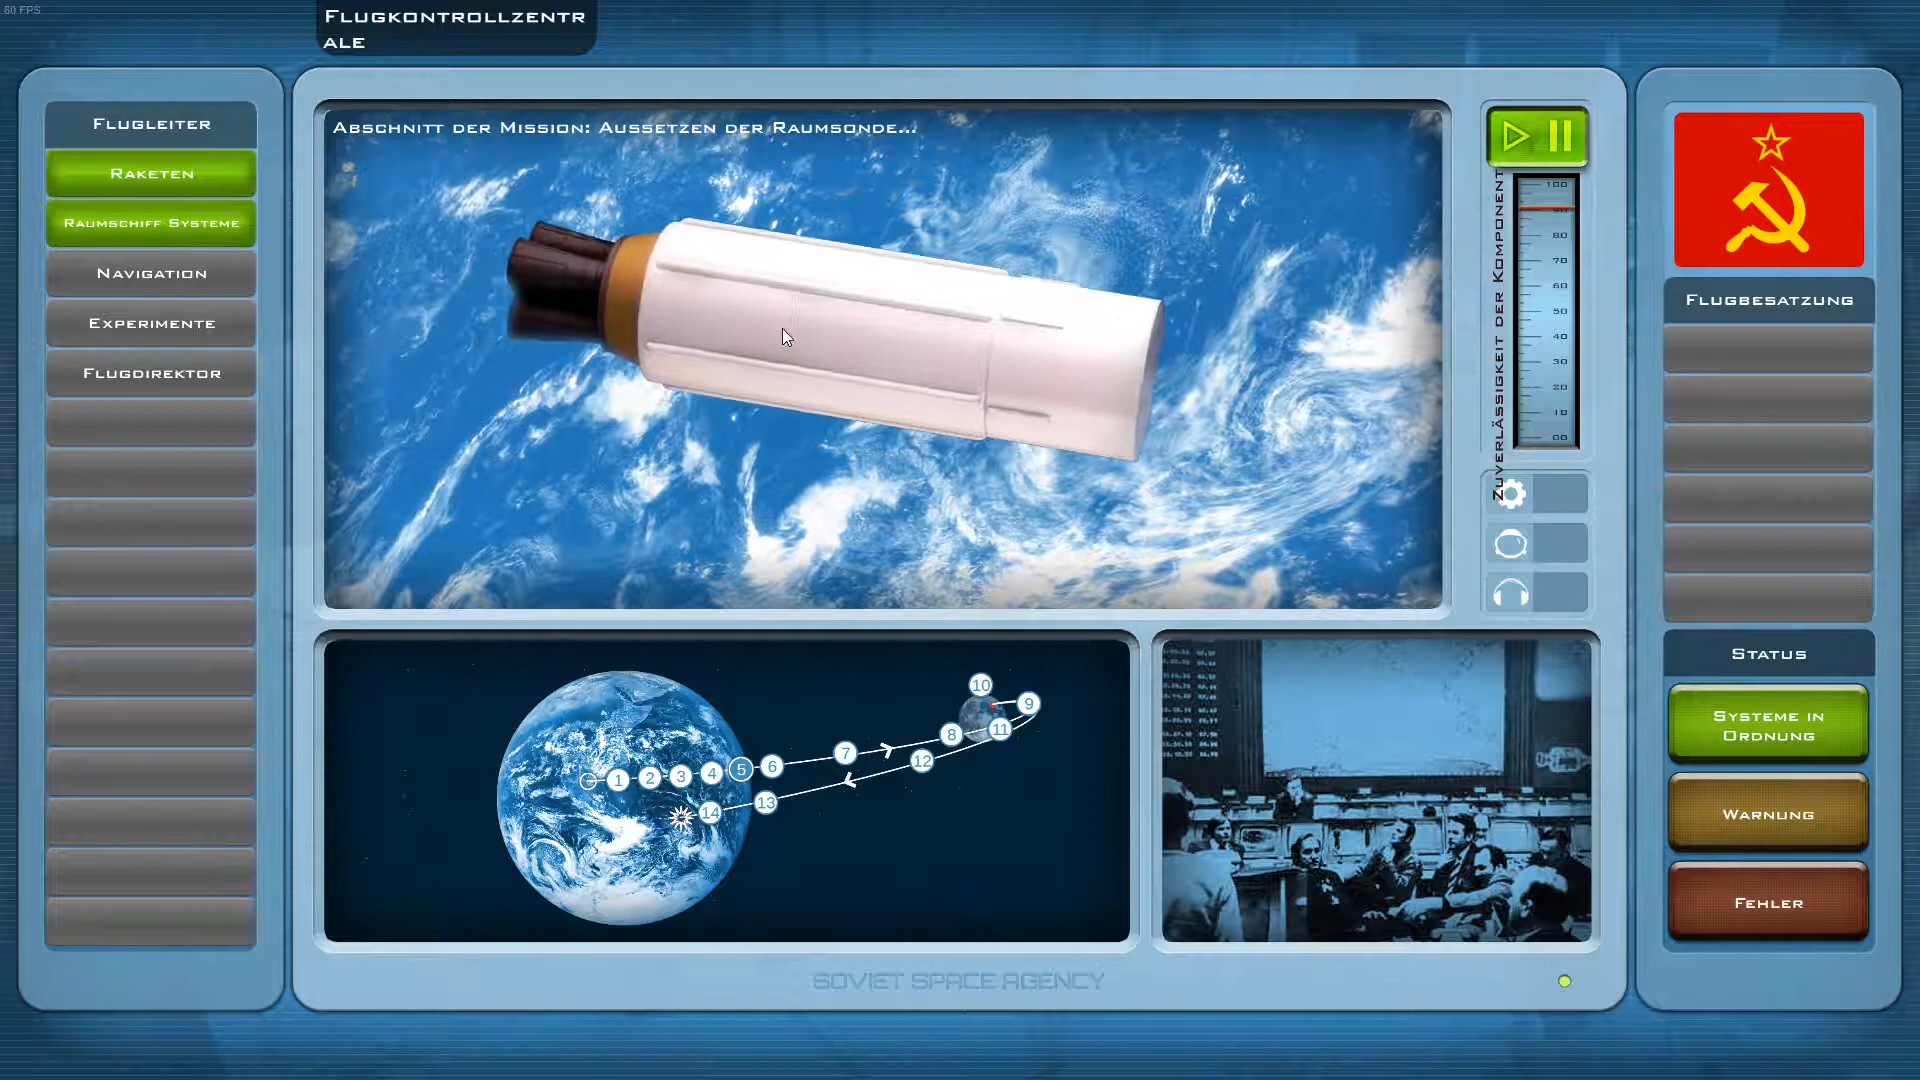 60 FPS
Flugkontrollzentr
ale
Flugleiter
Raketen
Raumschiff Systeme
Navigation
Experimente
Flugdirektor
Abschnitt der Mission: Aussetzen der Raumsonde...
Zuverlässigkeit der Komponent
100
90
80
70
60
50
40
30
20
10
00
Flugbesatzung
Status
Systeme in
Ordnung
Warnung
Fehler
1
2
3
4
5
6
7
8
9
10
11
12
13
14
SOVIET SPACE AGENCY